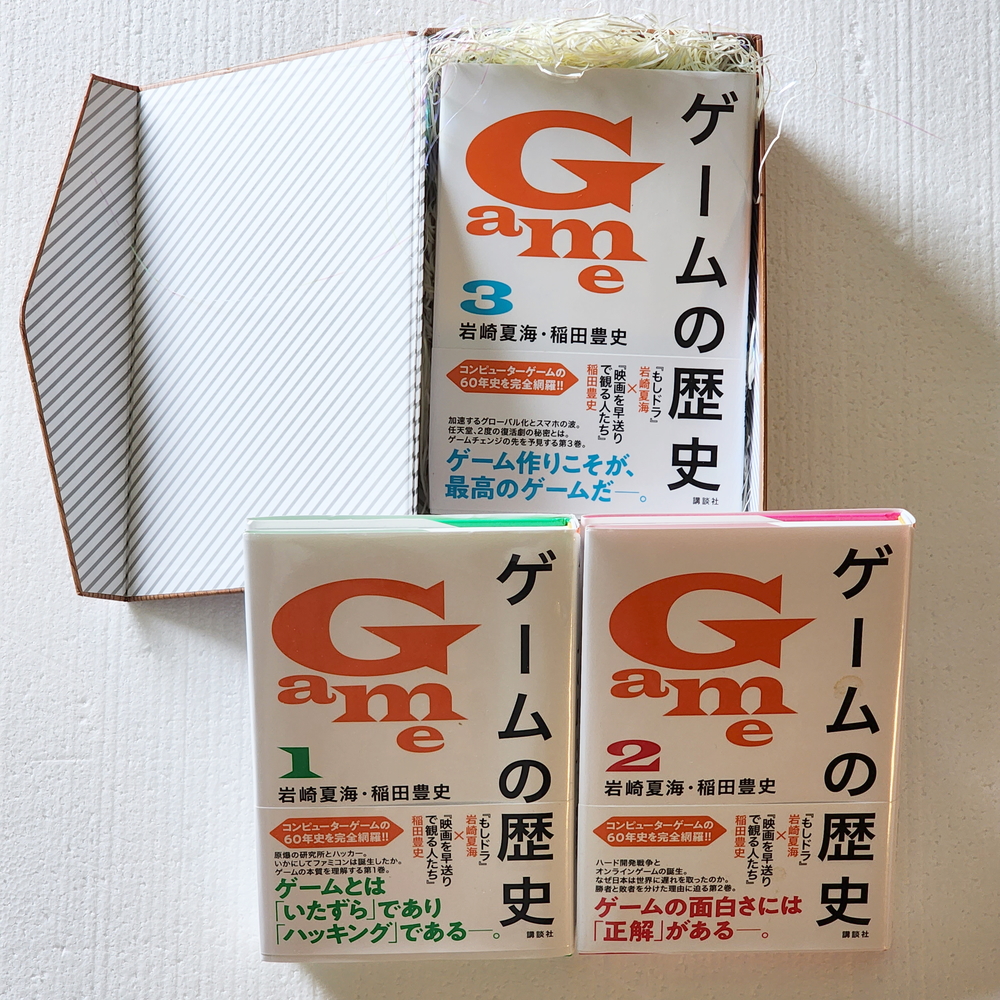 Game
3
ゲームの歴史
岩崎夏海・稲田豊史
コンピューターゲームの
60年史を完全網羅!!
『もしドラ』
岩崎夏海
×
『映画を早送り
で観る人たち』
稲田豊史
加速するグローバル化とスマホの波。
任天堂、2度の復活劇の秘密とは。
ゲームチェンジの先を予見する第3巻。
ゲーム作りこそが、
最高のゲームだ―。
講談社
Game
1
ゲームの歴史
岩崎夏海・稲田豊史
コンピューターゲームの
60年史を完全網羅!!
『もしドラ』
岩崎夏海
×
『映画を早送り
で観る人たち』
稲田豊史
原爆の研究所とハッカー。
いかにしてファミコンは誕生したか。
ゲームの本質を理解する第1巻。
ゲームとは
「いたずら」であり
「ハッキング」である―。
講談社
Game
2
ゲームの歴史
岩崎夏海・稲田豊史
コンピューターゲームの
60年史を完全網羅!!
『もしドラ』
岩崎夏海
×
『映画を早送り
で観る人たち』
稲田豊史
ハード開発戦争と
オンラインゲームの誕生。
なぜ日本は世界に遅れを取ったのか。
勝者と敗者を分けた理由に迫る第2巻。
ゲームの面白さには
「正解」がある―。
講談社